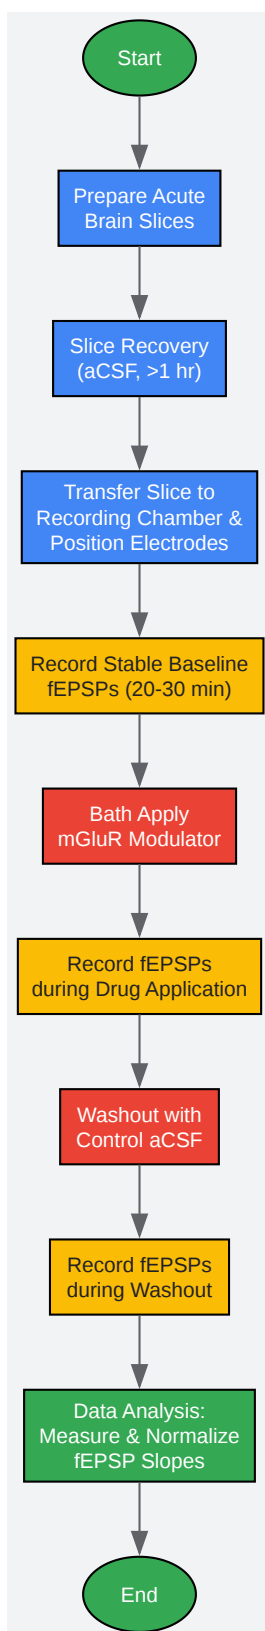 Start
Prepare Acute
Brain Slices
Slice Recovery
(aCSF, >1 hr)
Transfer Slice to
Recording Chamber &
Position Electrodes
Record Stable Baseline
fEPSPs (20-30 min)
Bath Apply
mGluR Modulator
Record fEPSPs
during Drug Application
Washout with
Control aCSF
Record fEPSPs
during Washout
Data Analysis:
Measure & Normalize
fEPSP Slopes
End